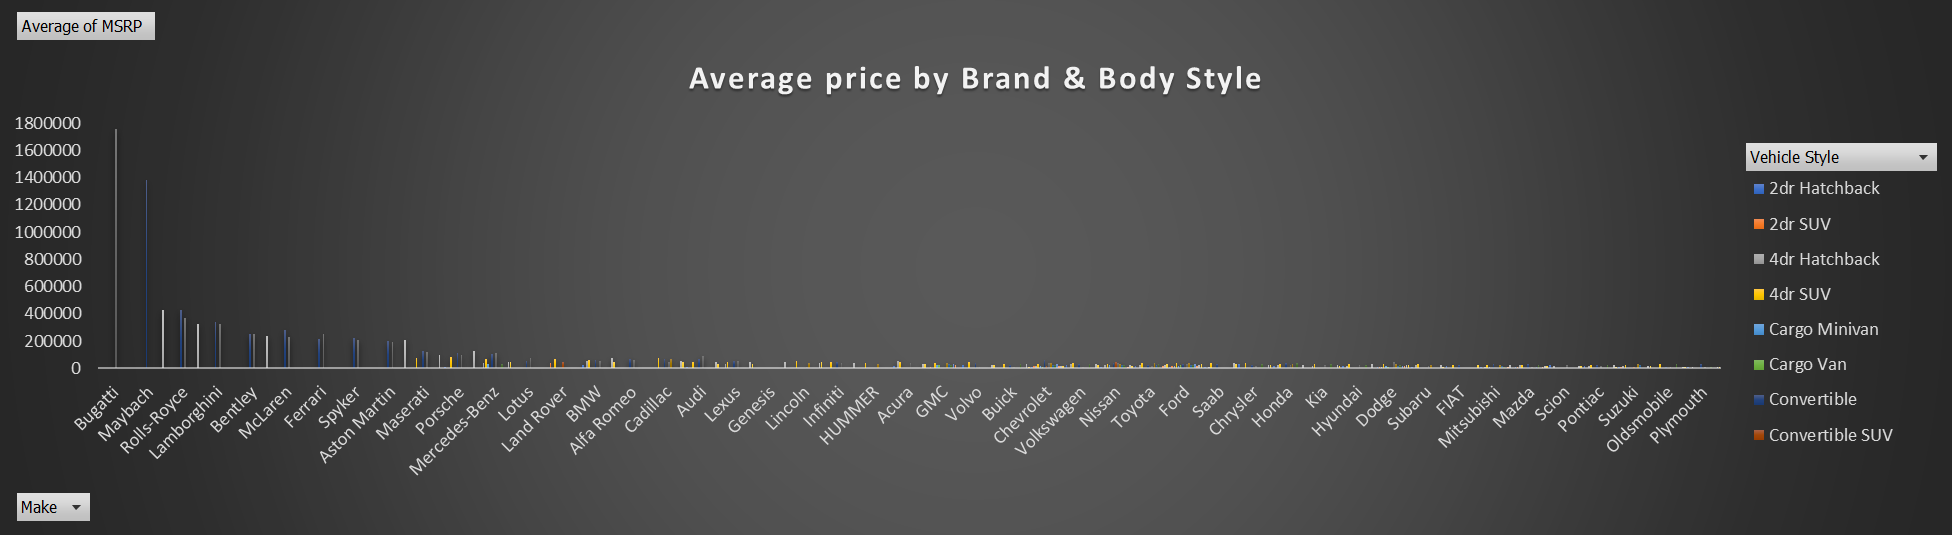 Average of MSRP
Average price by Brand & Body Style
1800000
1600000
1400000
1200000
1000000
800000
600000
400000
200000
0
Bugatti
Maybach
Rolls-Royce
Lamborghini
Bentley
McLaren
Ferrari
Spyker
Aston Martin
Maserati
Porsche
Mercedes-Benz
Lotus
Land Rover
BMW
Alfa Romeo
Cadillac
Audi
Lexus
Genesis
Lincoln
Infiniti
HUMMER
Acura
GMC
Volvo
Buick
Chevrolet
Volkswagen
Nissan
Toyota
Ford
Saab
Chrysler
Honda
Kia
Hyundai
Dodge
Subaru
FIAT
Mitsubishi
Mazda
Scion
Pontiac
Suzuki
Oldsmobile
Plymouth
Vehicle Style
2dr Hatchback
2dr SUV
4dr Hatchback
4dr SUV
Cargo Minivan
Cargo Van
Convertible
Convertible SUV
Make